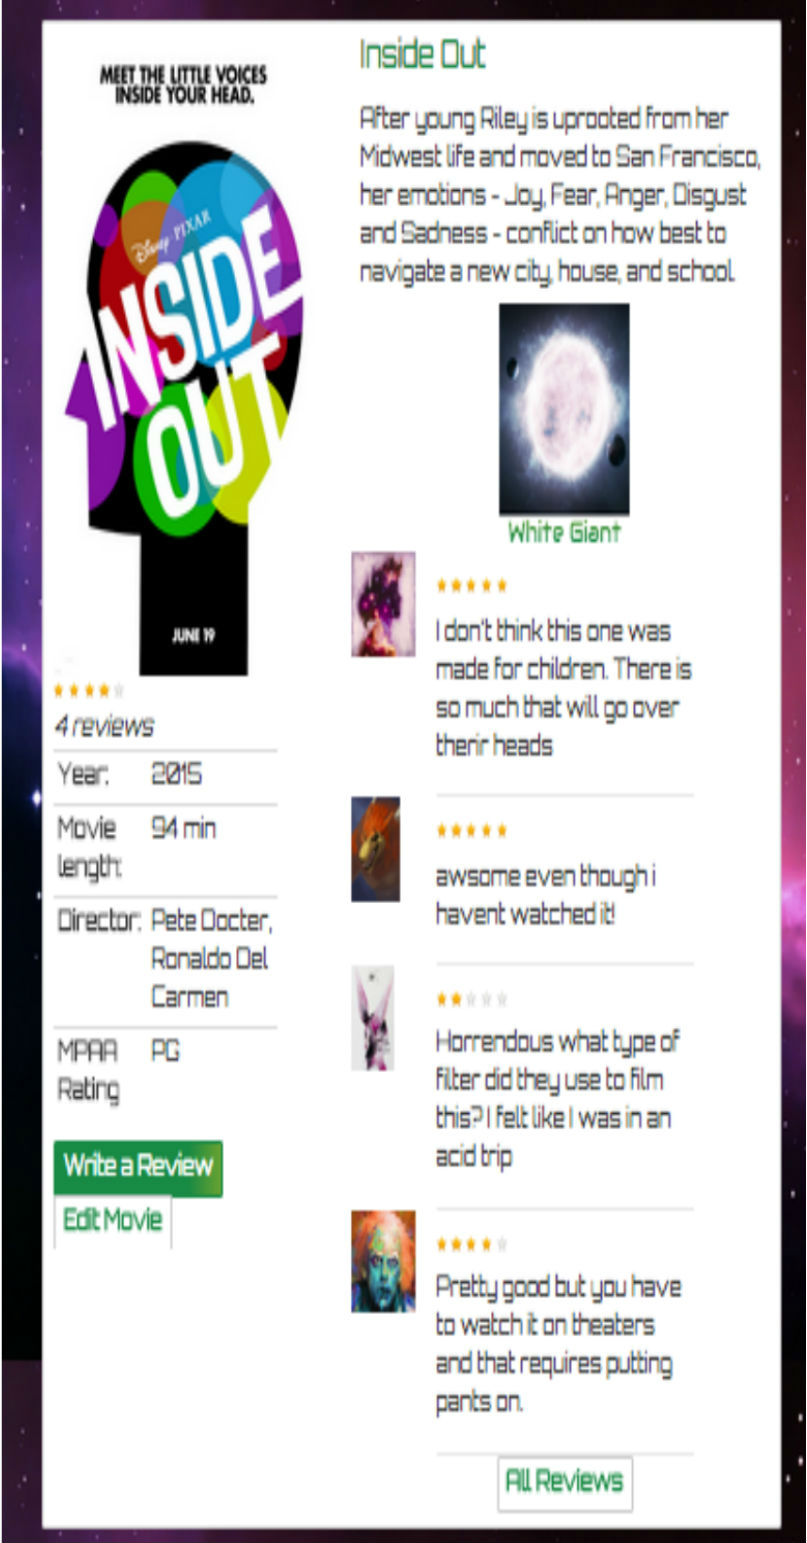 MEET THE LITTLE VOICES
INSIDE YOUR HEAD.
Disney PIXAR
INSIDE
OUT
JUNE 19
4 reviews
Year: 2015
Movie length: 94 min
Director: Pete Docter,
Ronaldo Del
Carmen
MPAA Rating PG
Write a Review
Edit Movie
Inside Out
After young Riley is uprooted from her
Midwest life and moved to San Francisco,
her emotions - Joy, Fear, Anger, Disgust
and Sadness - conflict on how best to
navigate a new city, house, and school.
White Giant
I don't think this one was
made for children. There is
so much that will go over
therir heads
awsome even though i
havent watched it!
Horrendous what type of
filter did they use to film
this? I felt like I was in an
acid trip
Pretty good but you have
to watch it on theaters
and that requires putting
pants on.
All Reviews